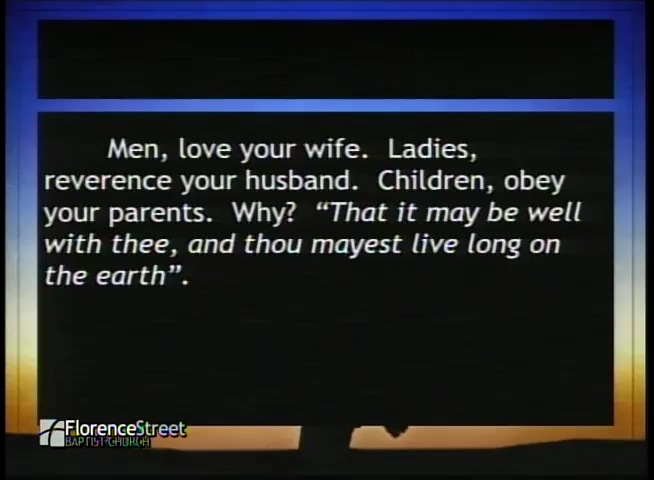 Men, love your wife. Ladies,
reverence your husband. Children, obey
your parents. Why? “That it may be well
with thee, and thou mayest live long on
the earth”.
FlorenceStreet
BAPTIST CHURCH